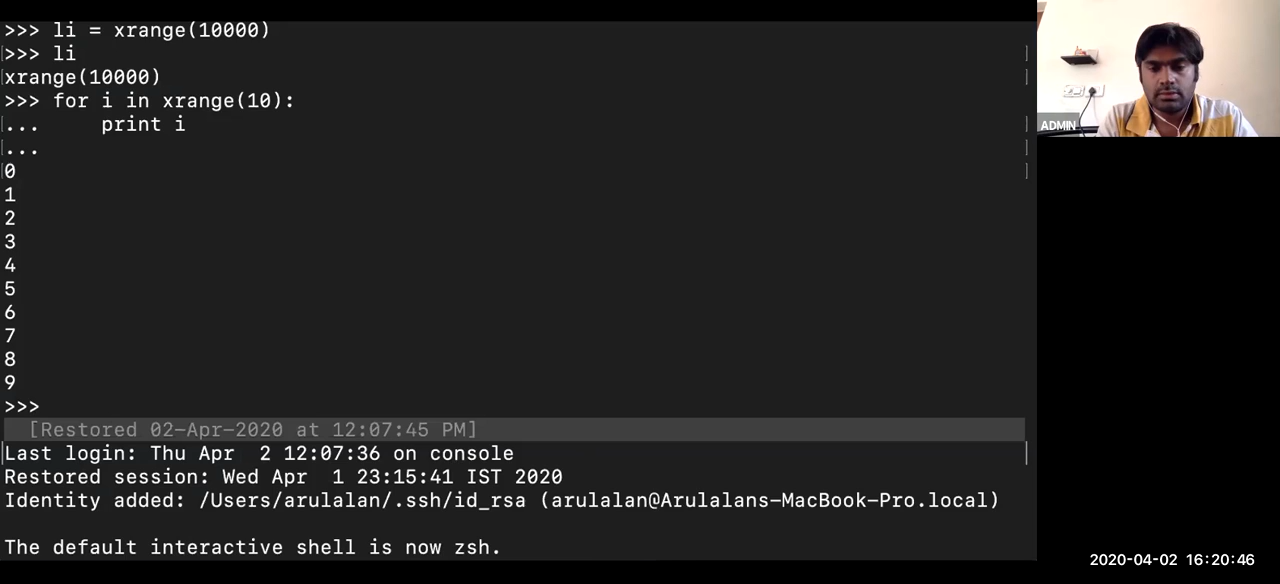 >>> li = xrange(10000)
>>> li
xrange(10000)
>>> for i in xrange(10):
...     print i
...
0
1
2
3
4
5
6
7
8
9
>>>
[Restored 02-Apr-2020 at 12:07:45 PM]
Last login: Thu Apr  2 12:07:36 on console
Restored session: Wed Apr  1 23:15:41 IST 2020
Identity added: /Users/arulalan/.ssh/id_rsa (arulalan@Arulalans-MacBook-Pro.local)
The default interactive shell is now zsh.
ADMIN
2020-04-02 16:20:46